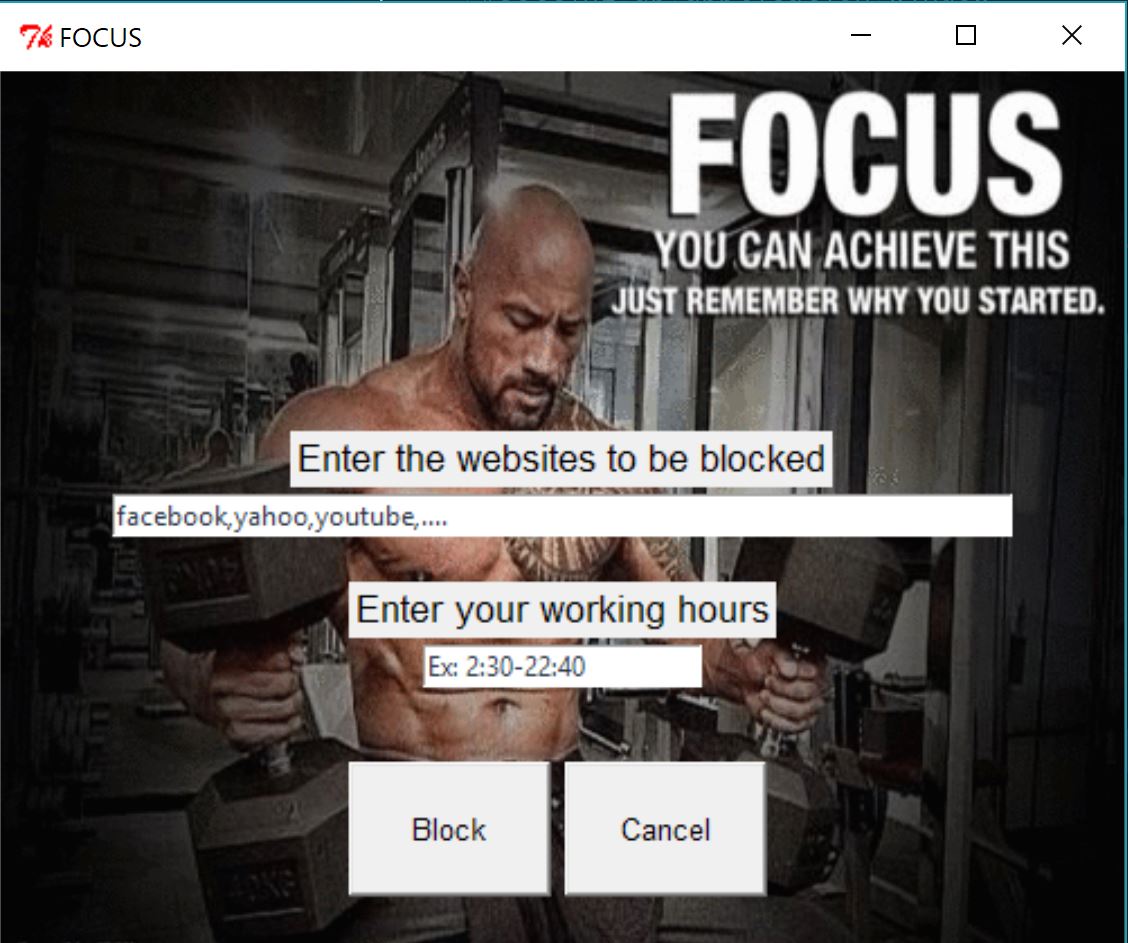 FOCUS
FOCUS
YOU CAN ACHIEVE THIS
JUST REMEMBER WHY YOU STARTED.
Enter the websites to be blocked
facebook,yahoo,youtube,....
Enter your working hours
Ex: 2:30-22:40
Block
Cancel